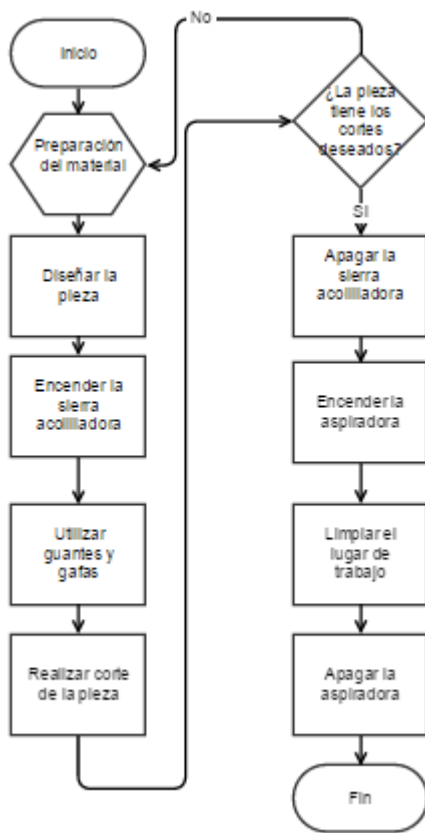 Inicio
Preparación
del material
Diseñar la
pieza
Encender la
sierra
acolilladora
Utilizar
guantes y
gafas
Realizar corte
de la pieza
No
¿La pieza
tiene los
cortes
deseados?
SI
Apagar la
sierra
acolilladora
Encender la
aspiradora
Limpiar el
lugar de
trabajo
Apagar la
aspiradora
Fin